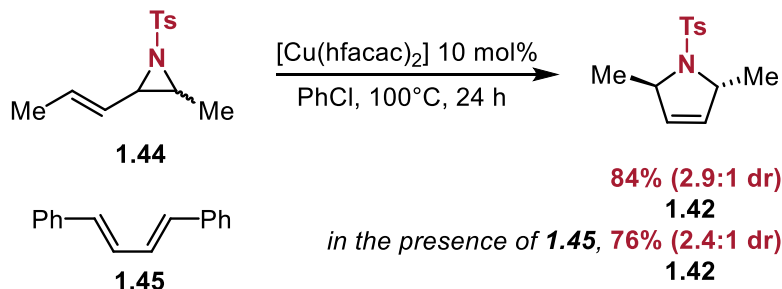 Ts
N
Me
Me
1.44
[Cu(hfacac)₂] 10 mol%
PhCl, 100°C, 24 h
Ts
N
Me
Me
84% (2.9:1 dr)
1.42
Ph
Ph
1.45
in the presence of 1.45, 76% (2.4:1 dr)
1.42